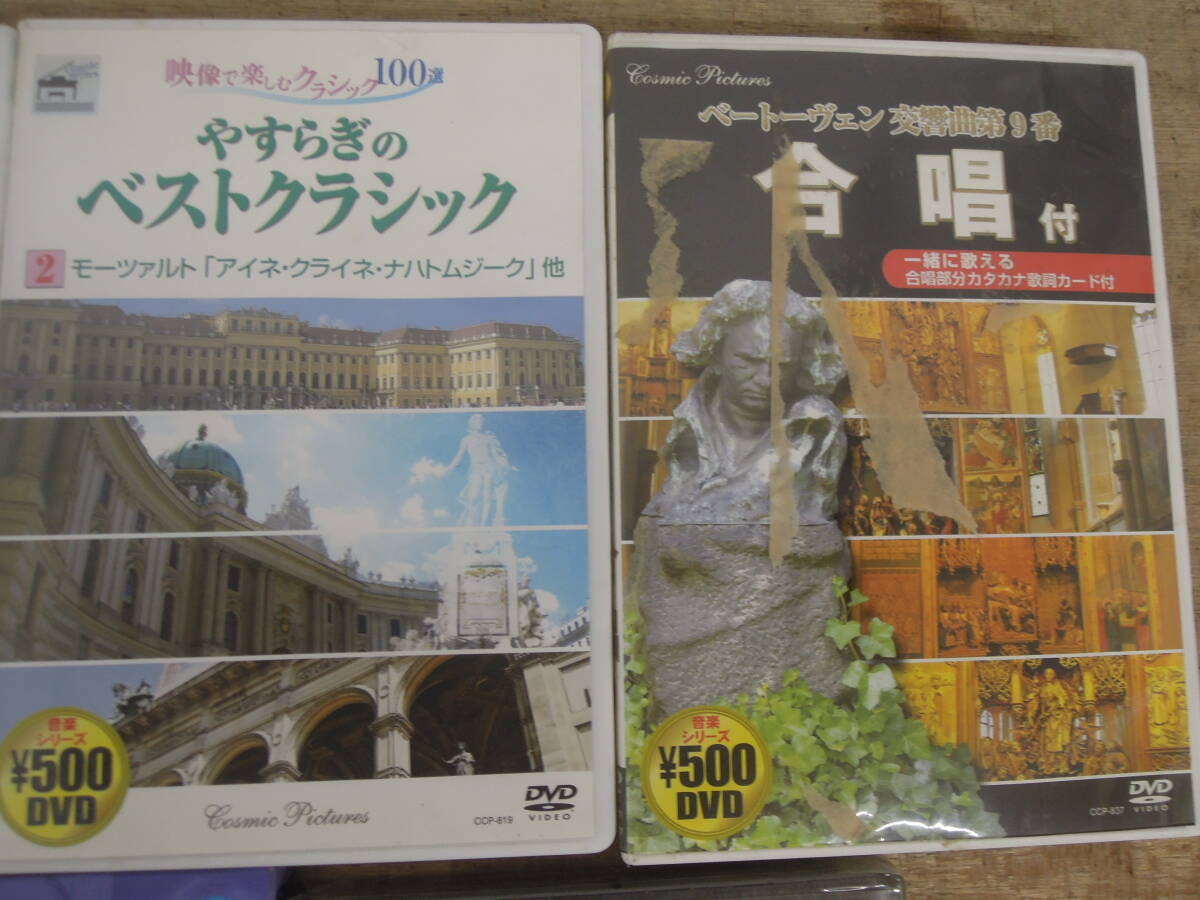 映像で楽しむクラシック100選
やすらぎの
ベストクラシック
2 モーツァルト「アイネ・クライネ・ナハトムジーク」他
音楽
シリーズ
¥500
DVD
Cosmic Pictures
CCP-819
DVD
VIDEO
Cosmic Pictures
ベートーヴェン 交響曲第9番
合唱付
一緒に歌える
合唱部分カタカナ歌詞カード付
音楽
シリーズ
¥500
DVD
CCP-837
DVD
VIDEO